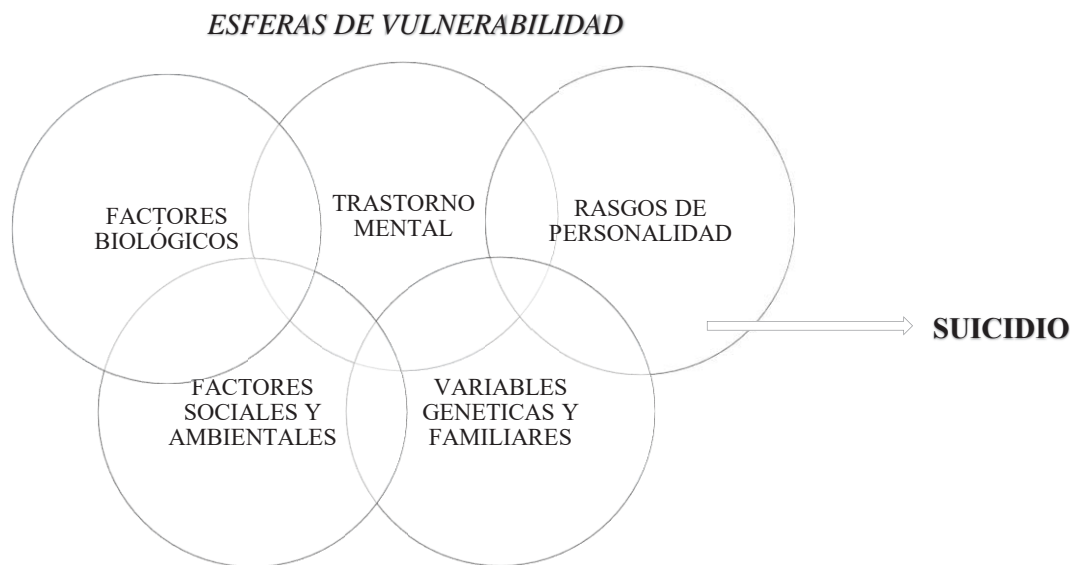 ESFERAS DE VULNERABILIDAD
FACTORES
BIOLÓGICOS
TRASTORNO
MENTAL
RASGOS DE
PERSONALIDAD
SUICIDIO
FACTORES
SOCIALES Y
AMBIENTALES
VARIABLES
GENETICAS Y
FAMILIARES